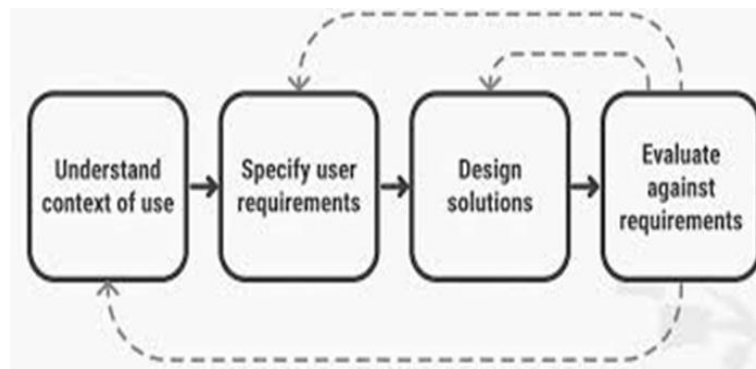 Understand
context of use
Specify user
requirements
Design
solutions
Evaluate
against
requirements